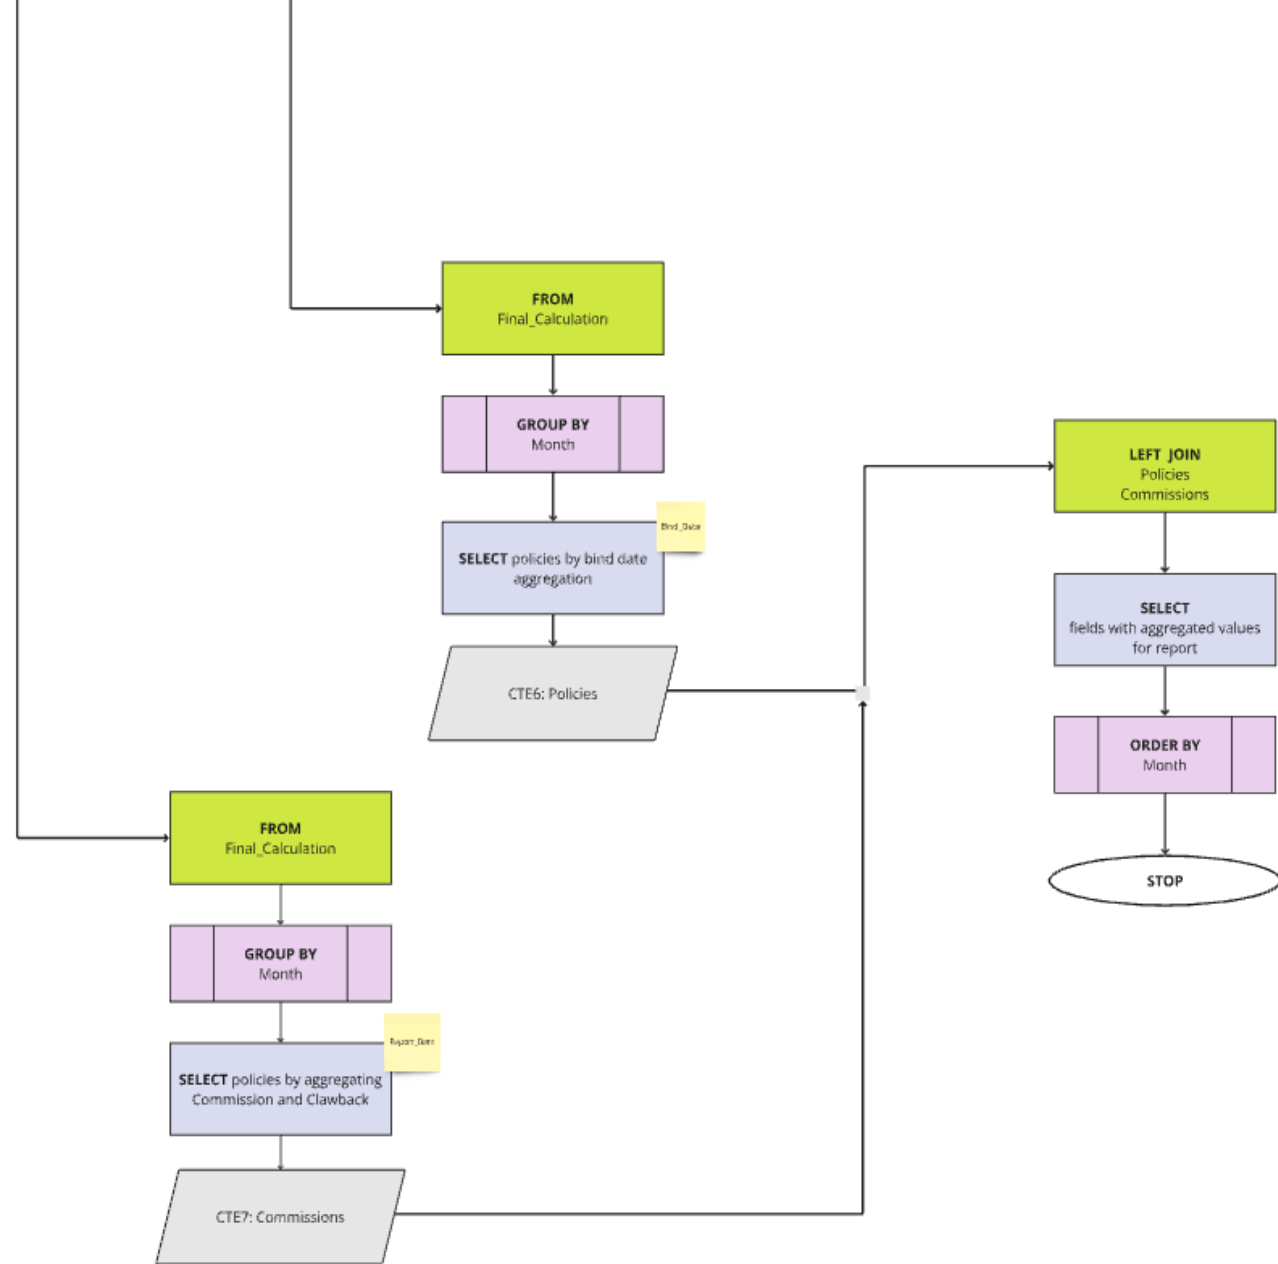 FROM
Final_Calculation
GROUP BY
Month
SELECT policies by bind date
aggregation
Bind_Date
CTE6: Policies
FROM
Final_Calculation
GROUP BY
Month
SELECT policies by aggregating
Commission and Clawback
Report_Date
CTE7: Commissions
LEFT JOIN
Policies
Commissions
SELECT
fields with aggregated values
for report
ORDER BY
Month
STOP